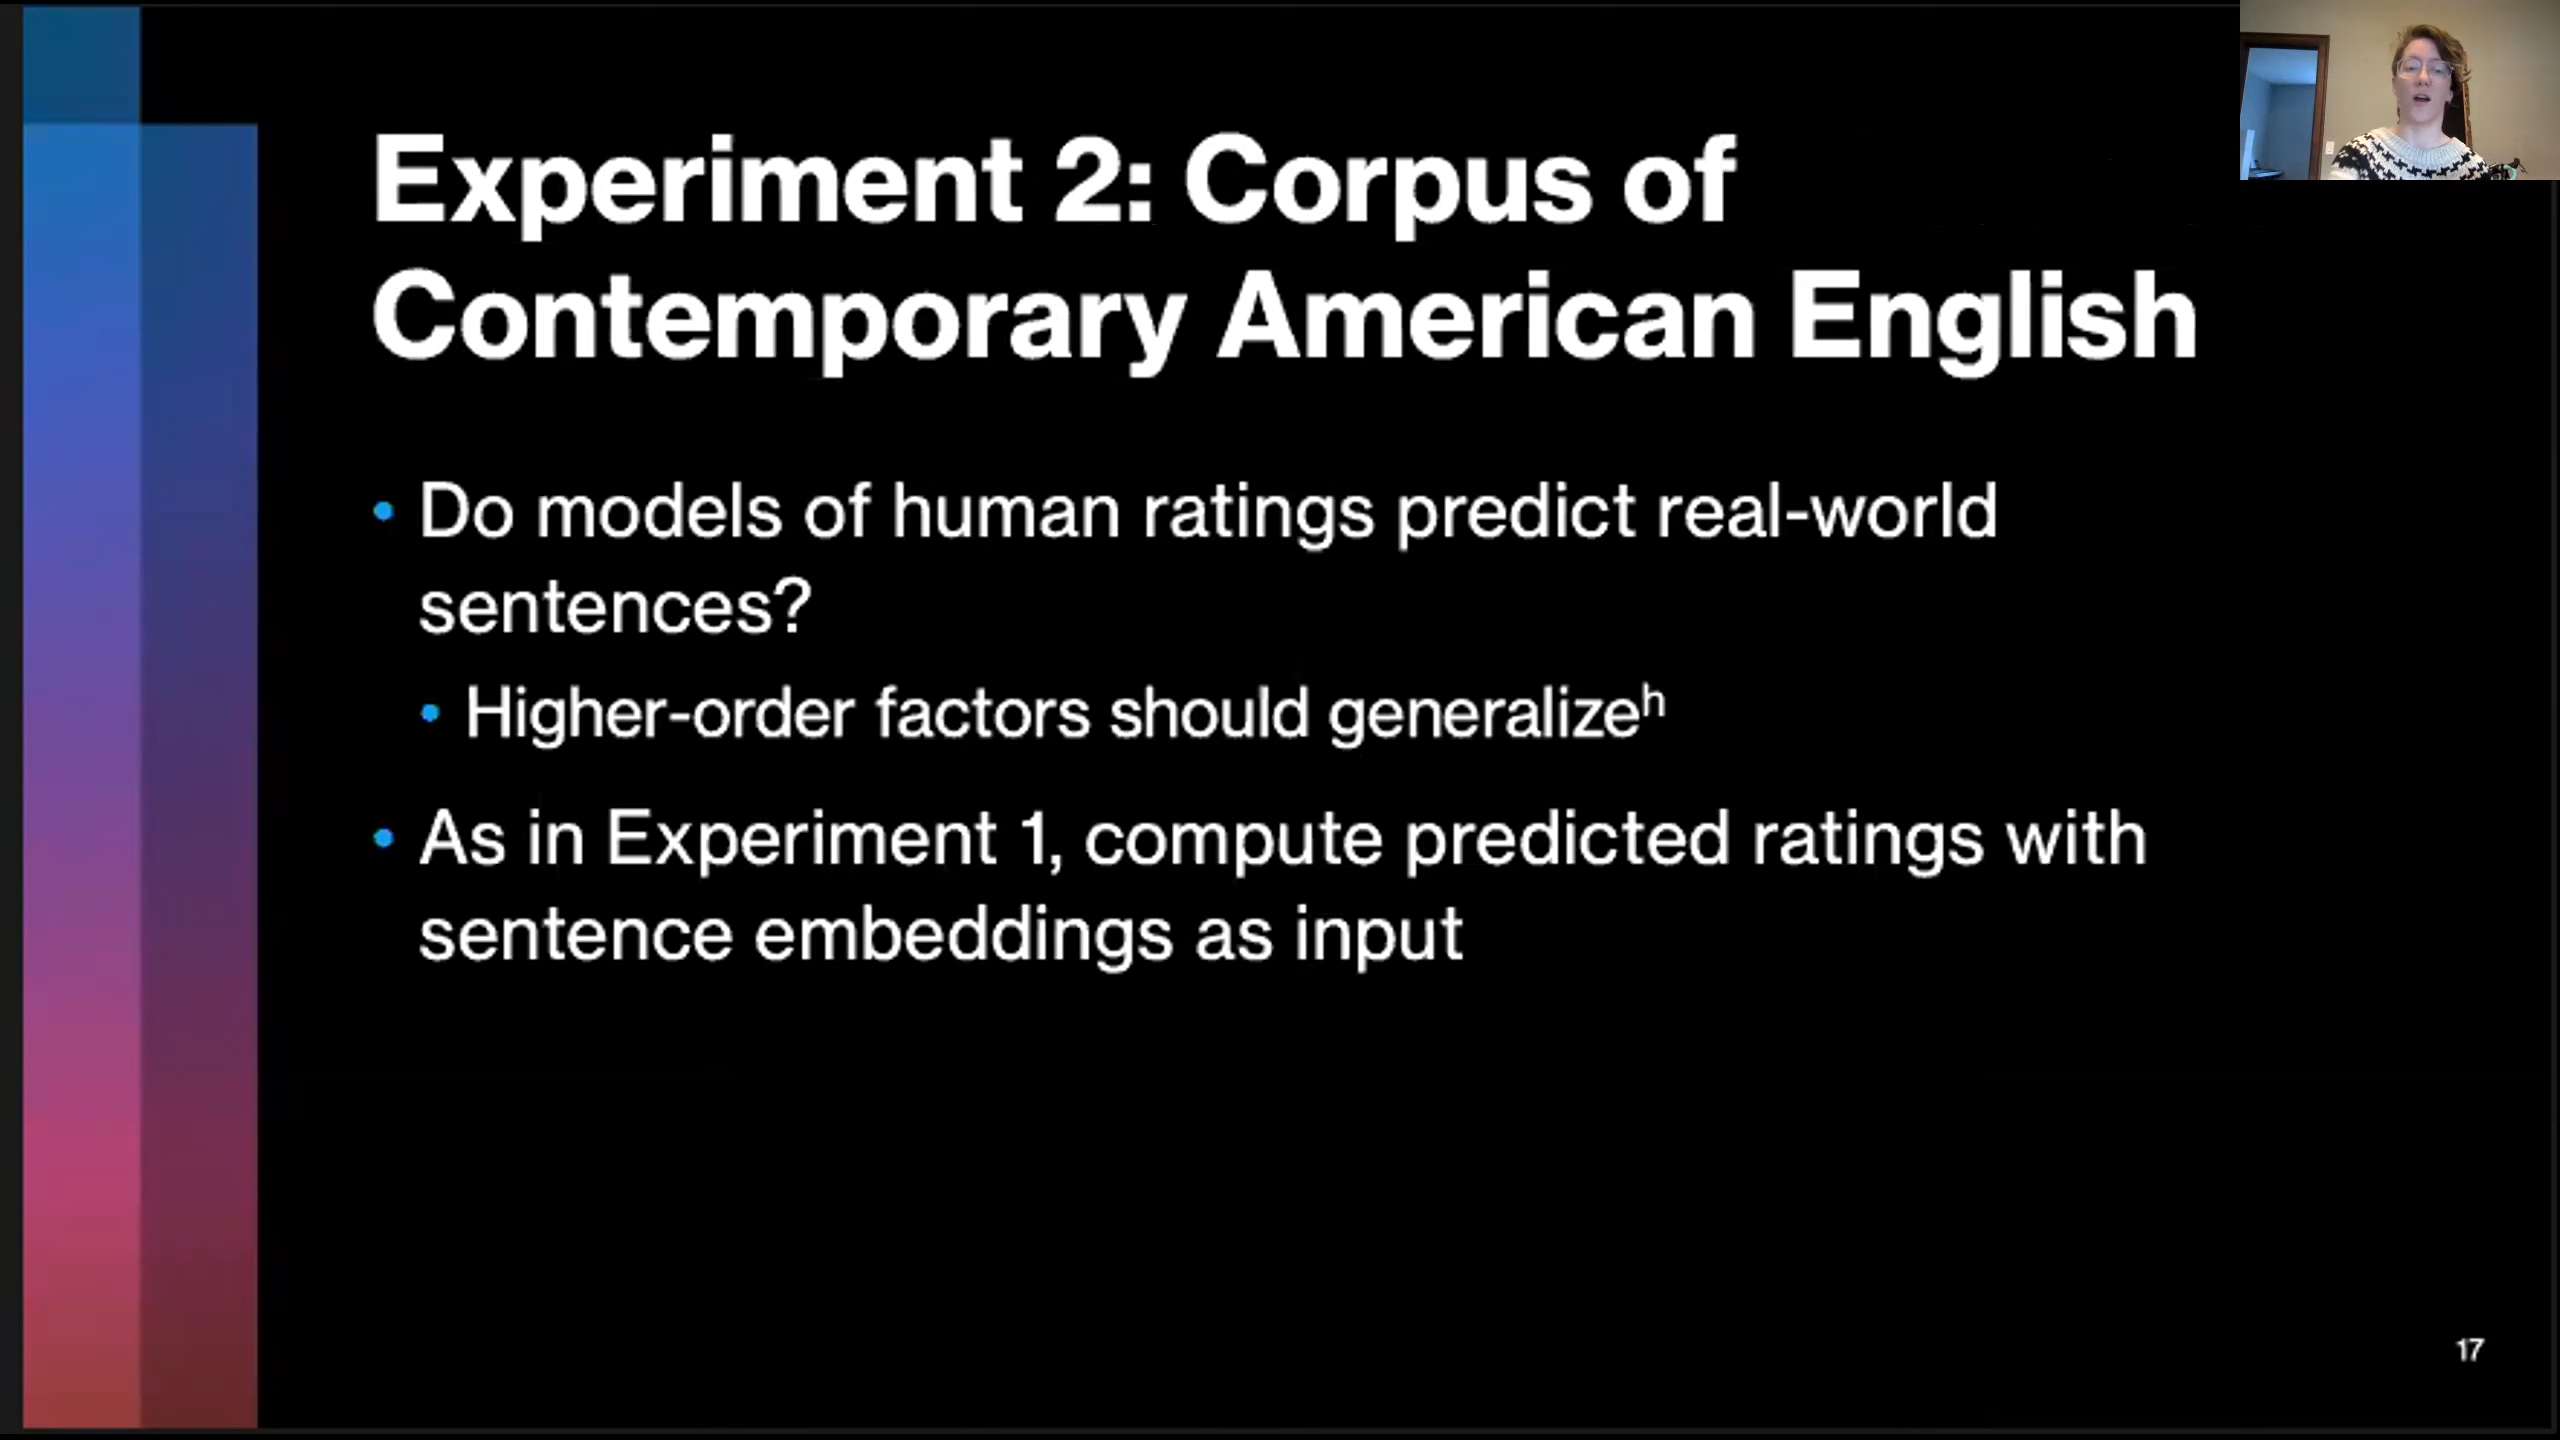 Experiment 2: Corpus of
Contemporary American English
• Do models of human ratings predict real-world
sentences?
• Higher-order factors should generalizeʰ
• As in Experiment 1, compute predicted ratings with
sentence embeddings as input
17